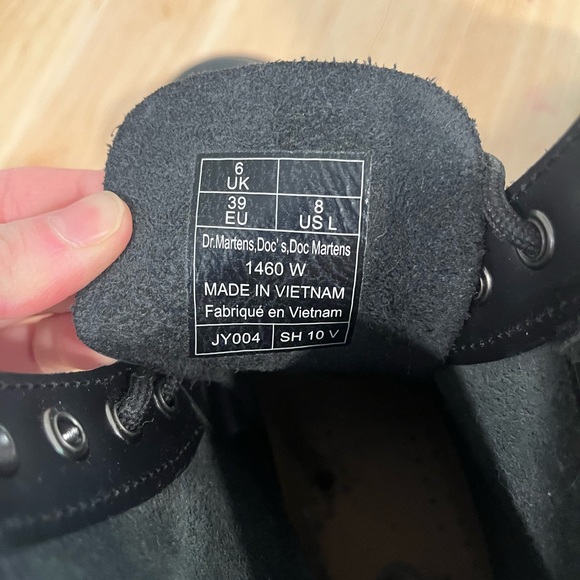 6
UK
39 8
EU US L
Dr.Martens,Doc's,Doc Martens
1460 W
MADE IN VIETNAM
Fabriqué en Vietnam
JY004 SH 10 V